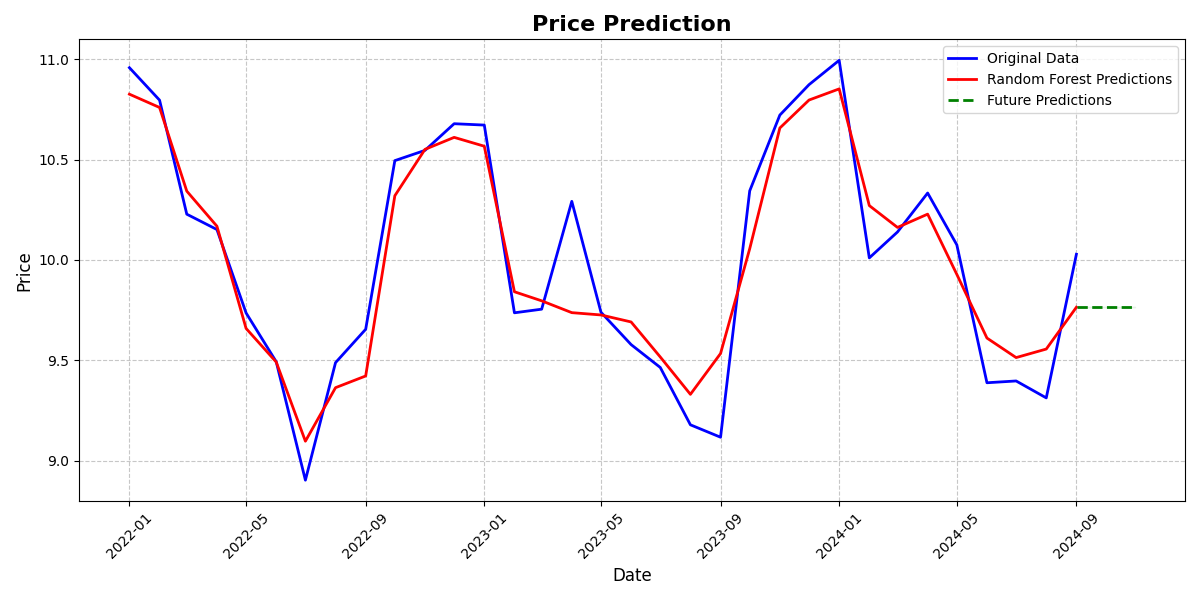 Price Prediction
Original Data
Random Forest Predictions
Future Predictions
11.0
10.5
10.0
9.5
9.0
Price
2022-01
2022-05
2022-09
2023-01
2023-05
2023-09
2024-01
2024-05
2024-09
Date